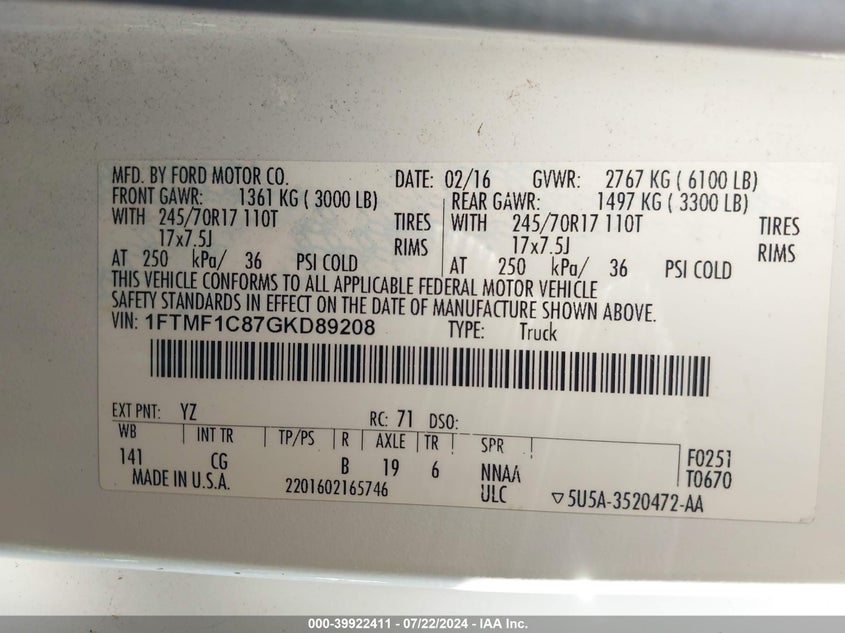 MFD. BY FORD MOTOR CO. DATE: 02/16 GVWR: 2767 KG ( 6100 LB)
FRONT GAWR: 1361 KG ( 3000 LB) REAR GAWR: 1497 KG ( 3300 LB)
WITH 245/70R17 110T TIRES WITH 245/70R17 110T TIRES
17x7.5J RIMS 17x7.5J RIMS
AT 250 kPa/ 36 PSI COLD AT 250 kPa/ 36 PSI COLD
THIS VEHICLE CONFORMS TO ALL APPLICABLE FEDERAL MOTOR VEHICLE
SAFETY STANDARDS IN EFFECT ON THE DATE OF MANUFACTURE SHOWN ABOVE.
VIN: 1FTMF1C87GKD89208 TYPE: Truck
EXT PNT: YZ RC: 71 DSO:
WB INT TR TP/PS R AXLE TR SPR F0251
141 CG B 19 6 NNAA T0670
MADE IN U.S.A. 2201602165746 ULC ▽5U5A-3520472-AA
000-39922411 - 07/22/2024 - IAA Inc.